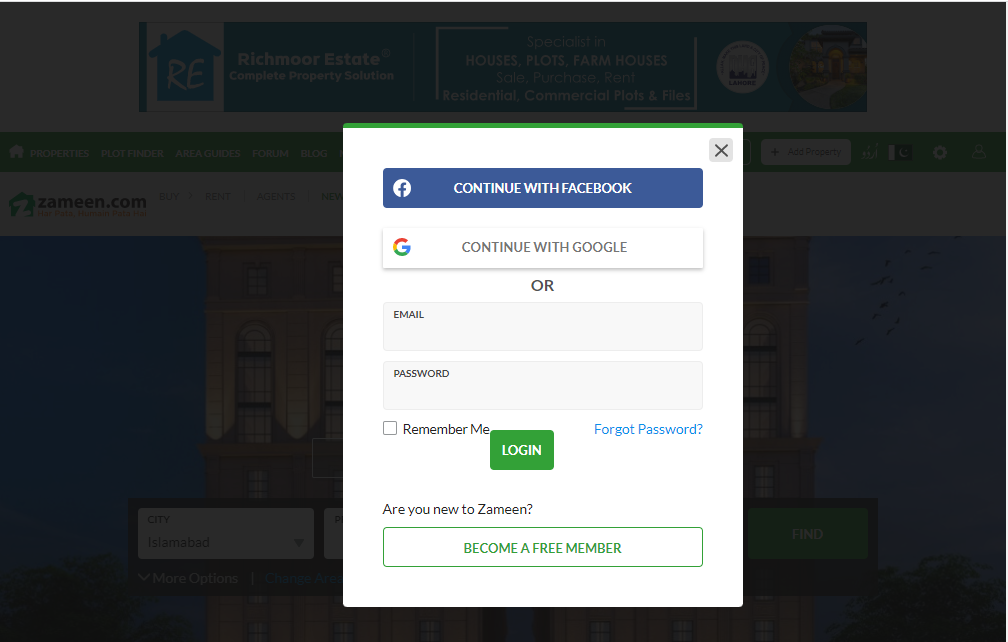 RE
Richmoor Estate®
Complete Property Solution
Specialist in
HOUSES, PLOTS, FARM HOUSES
Sale, Purchase, Rent
Residential, Commercial Plots & Files
LAHORE
PROPERTIES PLOT FINDER AREA GUIDES FORUM BLOG
+ Add Property
zameen.com
BUY RENT AGENTS NEW
CONTINUE WITH FACEBOOK
CONTINUE WITH GOOGLE
OR
EMAIL
PASSWORD
Remember Me
Forgot Password?
LOGIN
Are you new to Zameen?
BECOME A FREE MEMBER
CITY
Islamabad
FIND
More Options | Change Area